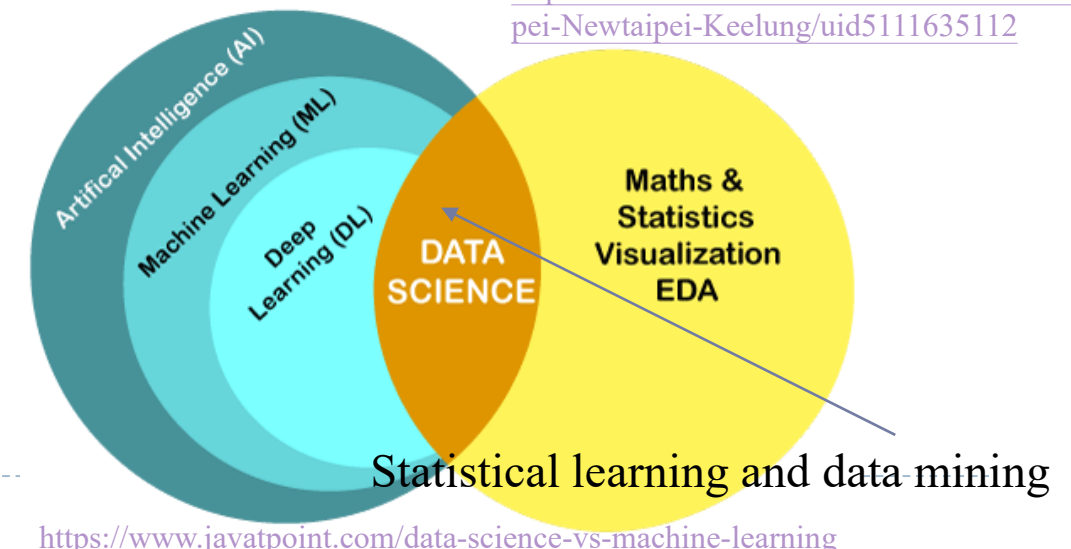 pei-Newtaipei-Keelung/uid5111635112
Artifical Intelligence (AI)
Machine Learning (ML)
Deep
Learning (DL)
DATA
SCIENCE
Maths &
Statistics
Visualization
EDA
Statistical learning and data mining
https://www.javatpoint.com/data-science-vs-machine-learning